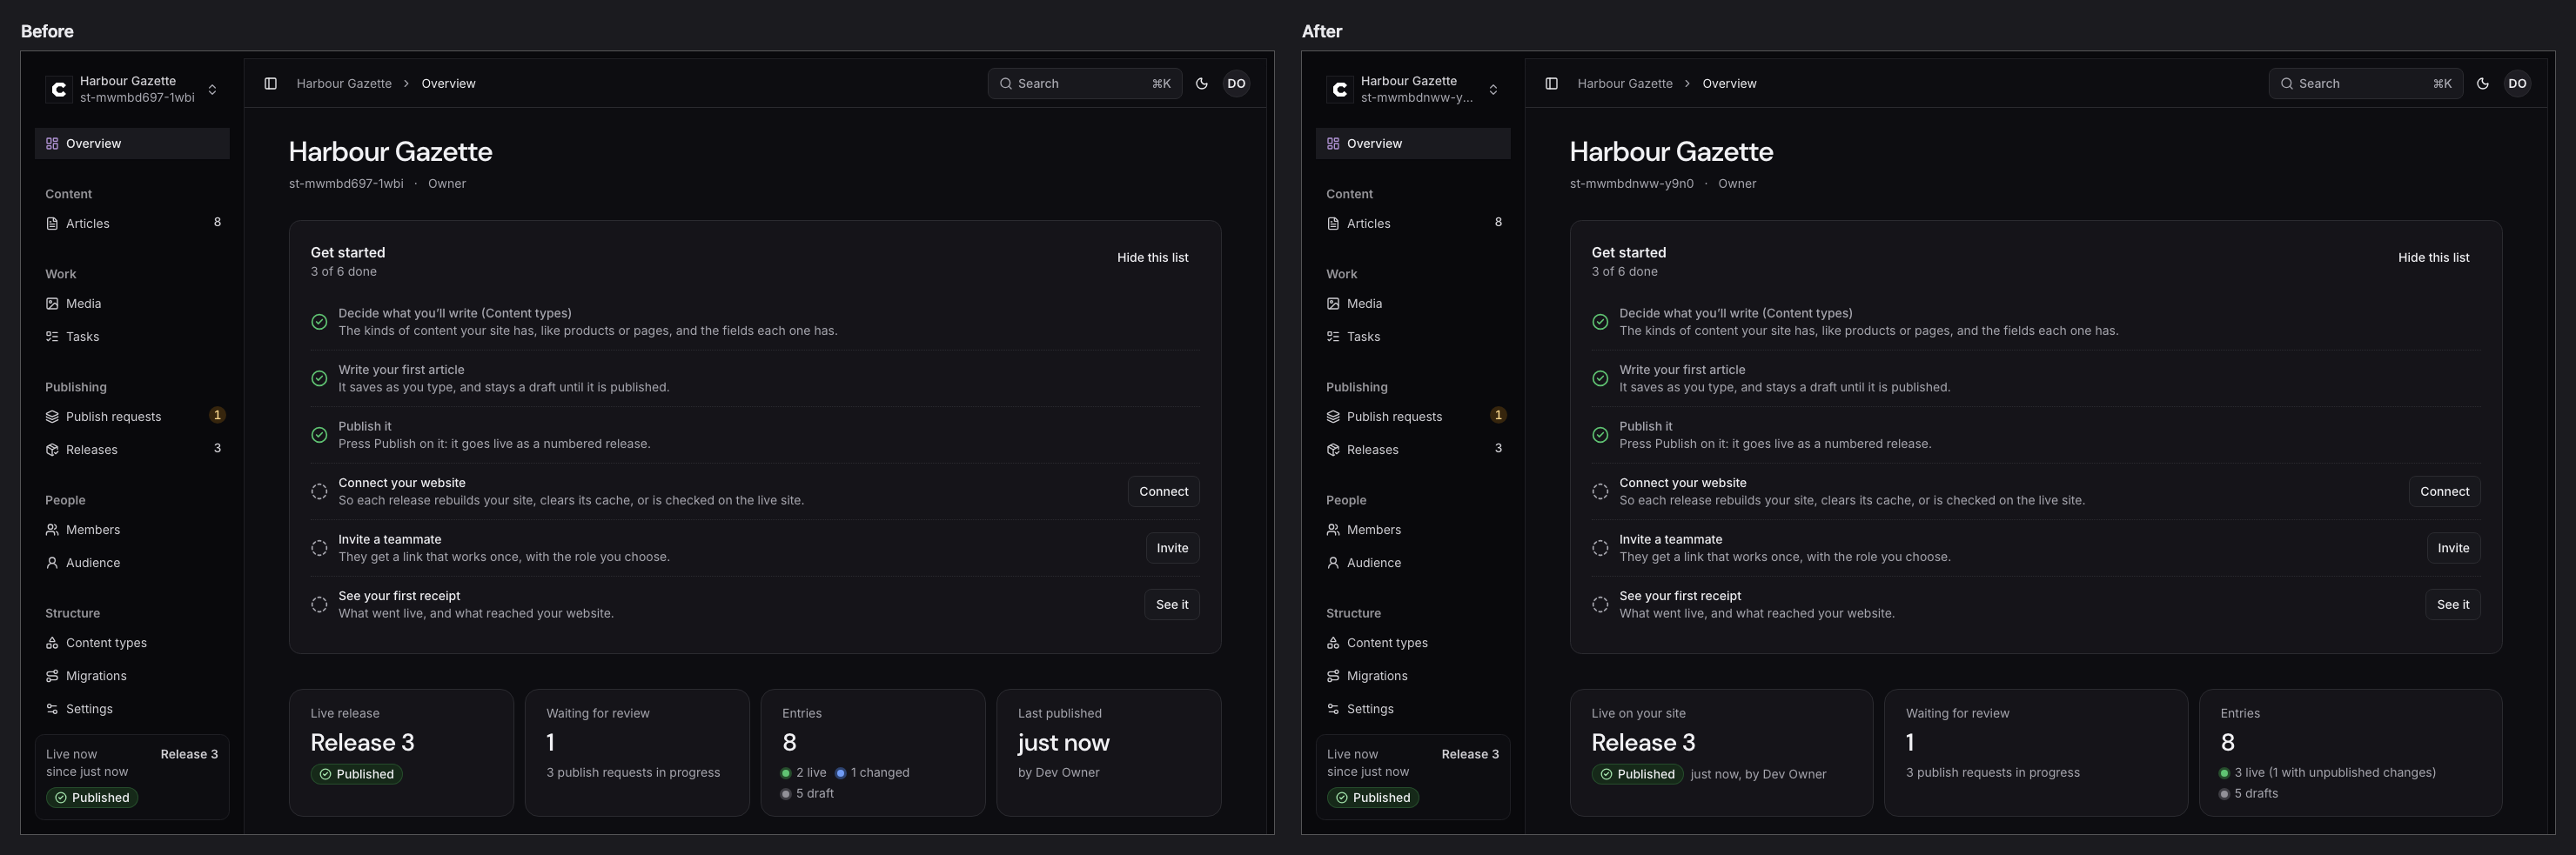 Before
Harbour Gazette
st-mwmbd697-1wbi
Harbour Gazette > Overview
Search ⌘K
DO
Overview
Content
Articles 8
Work
Media
Tasks
Publishing
Publish requests 1
Releases 3
People
Members
Audience
Structure
Content types
Migrations
Settings
Live now Release 3
since just now
Published
Harbour Gazette
st-mwmbd697-1wbi · Owner
Get started
3 of 6 done
Hide this list
Decide what you’ll write (Content types)
The kinds of content your site has, like products or pages, and the fields each one has.
Write your first article
It saves as you type, and stays a draft until it is published.
Publish it
Press Publish on it: it goes live as a numbered release.
Connect your website
So each release rebuilds your site, clears its cache, or is checked on the live site.
Connect
Invite a teammate
They get a link that works once, with the role you choose.
Invite
See your first receipt
What went live, and what reached your website.
See it
Live release
Release 3
Published
Waiting for review
1
3 publish requests in progress
Entries
8
2 live 1 changed
5 draft
Last published
just now
by Dev Owner
After
Harbour Gazette
st-mwmbdnww-y...
Harbour Gazette > Overview
Search ⌘K
DO
Overview
Content
Articles 8
Work
Media
Tasks
Publishing
Publish requests 1
Releases 3
People
Members
Audience
Structure
Content types
Migrations
Settings
Live now Release 3
since just now
Published
Harbour Gazette
st-mwmbdnww-y9n0 · Owner
Get started
3 of 6 done
Hide this list
Decide what you’ll write (Content types)
The kinds of content your site has, like products or pages, and the fields each one has.
Write your first article
It saves as you type, and stays a draft until it is published.
Publish it
Press Publish on it: it goes live as a numbered release.
Connect your website
So each release rebuilds your site, clears its cache, or is checked on the live site.
Connect
Invite a teammate
They get a link that works once, with the role you choose.
Invite
See your first receipt
What went live, and what reached your website.
See it
Live on your site
Release 3
Published just now, by Dev Owner
Waiting for review
1
3 publish requests in progress
Entries
8
3 live (1 with unpublished changes)
5 drafts